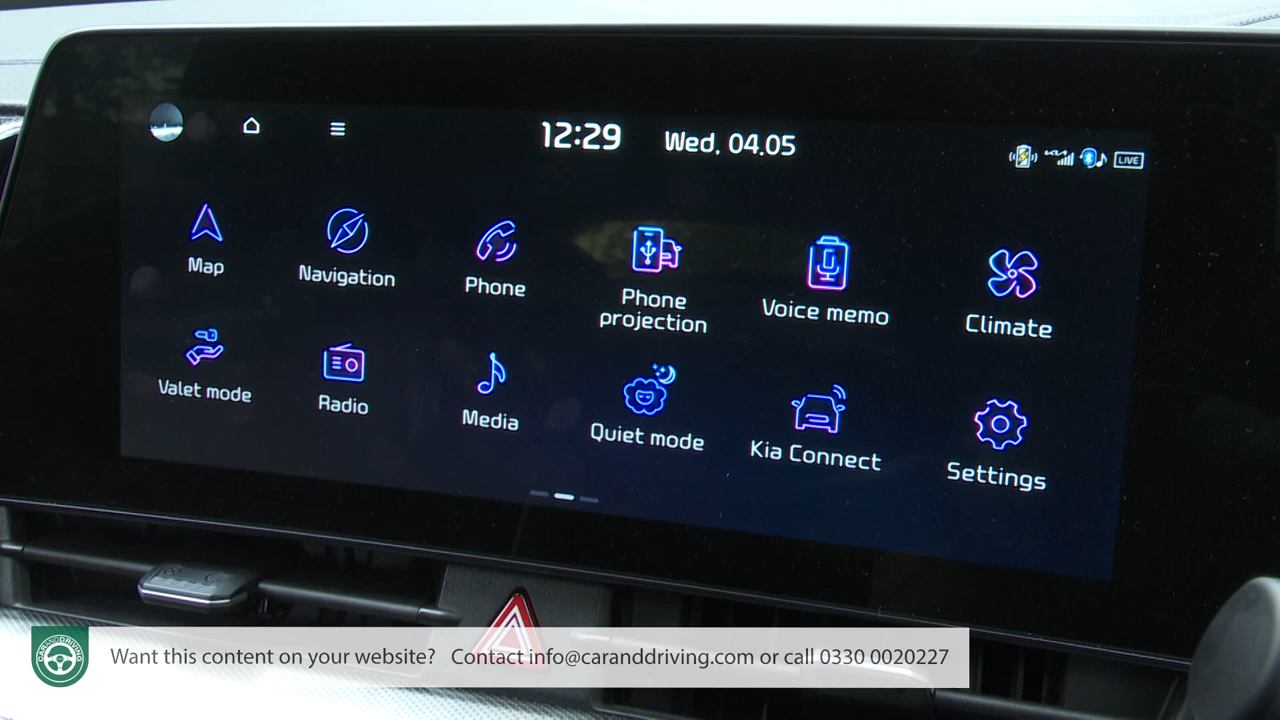 12:29 Wed. 04.05
LIVE
Map
Navigation
Phone
Phone
projection
Voice memo
Climate
Valet mode
Radio
Media
Quiet mode
Kia Connect
Settings
CARANDDRIVING
Want this content on your website? Contact info@caranddriving.com or call 0330 0020227